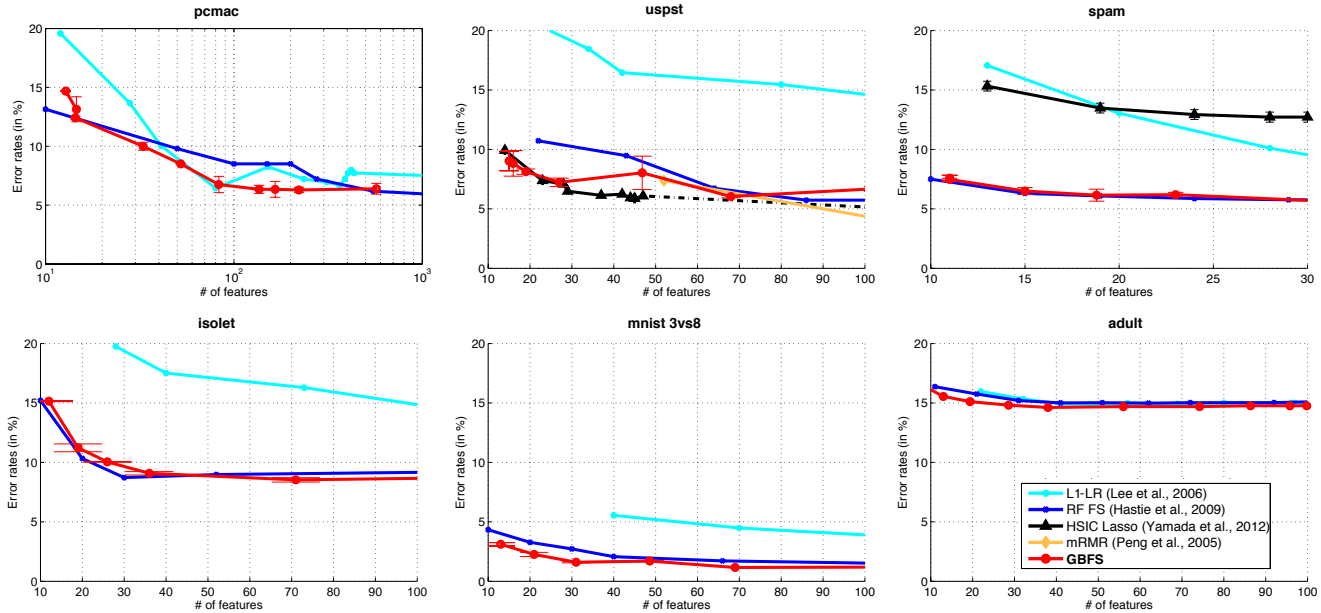 pcmac
20
15
10
5
0
10^1
10^2
10^3
Error rates (in %)
# of features
uspst
20
15
10
5
0
10 20 30 40 50 60 70 80 90 100
Error rates (in %)
# of features
spam
20
15
10
5
0
10 15 20 25 30
Error rates (in %)
# of features
isolet
20
15
10
5
0
10 20 30 40 50 60 70 80 90 100
Error rates (in %)
# of features
mnist 3vs8
20
15
10
5
0
10 20 30 40 50 60 70 80 90 100
Error rates (in %)
# of features
adult
20
15
10
5
0
10 20 30 40 50 60 70 80 90 100
Error rates (in %)
# of features
L1-LR (Lee et al., 2006)
RF FS (Hastie et al., 2009)
HSIC Lasso (Yamada et al., 2012)
mRMR (Peng et al., 2005)
GBFS